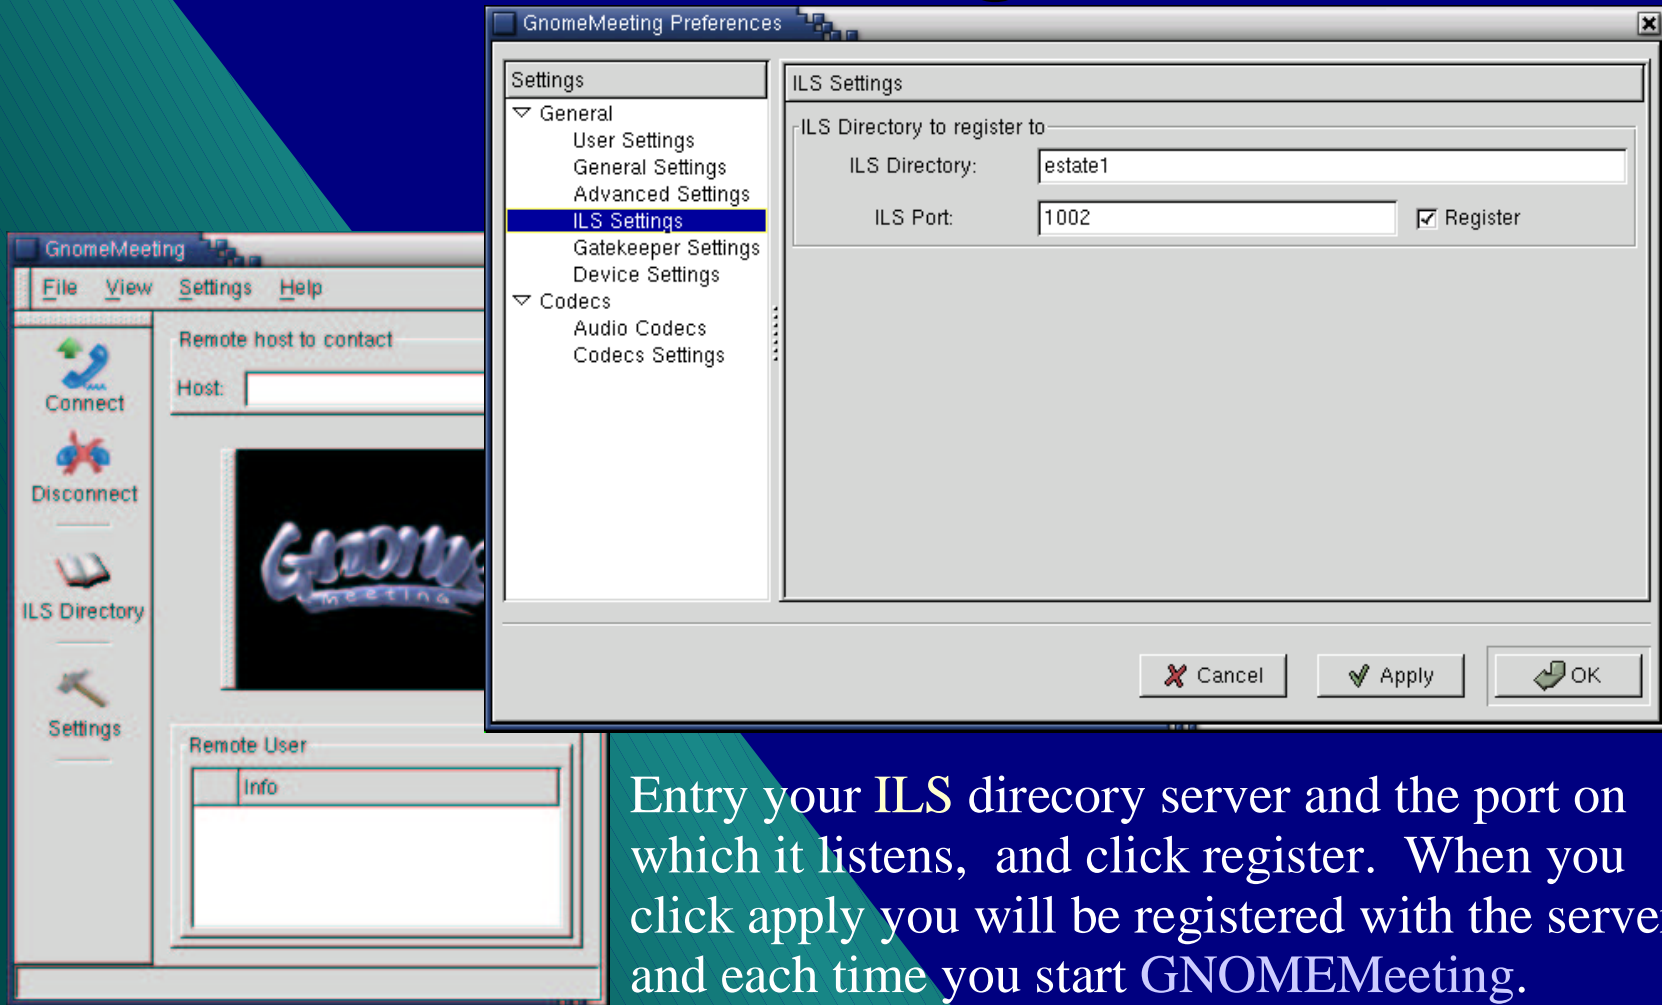 GnomeMeeting Preferences
Settings
General
User Settings
General Settings
Advanced Settings
ILS Settings
Gatekeeper Settings
Device Settings
Codecs
Audio Codecs
Codecs Settings
ILS Settings
ILS Directory to register to
ILS Directory: estate1
ILS Port: 1002 Register
Cancel Apply OK
GnomeMeeting
File View Settings Help
Connect
Disconnect
ILS Directory
Settings
Remote host to contact
Host:
GNOME
meeting
Remote User
Info
Entry your ILS direcory server and the port on
which it listens, and click register. When you
click apply you will be registered with the server
and each time you start GNOMEMeeting.